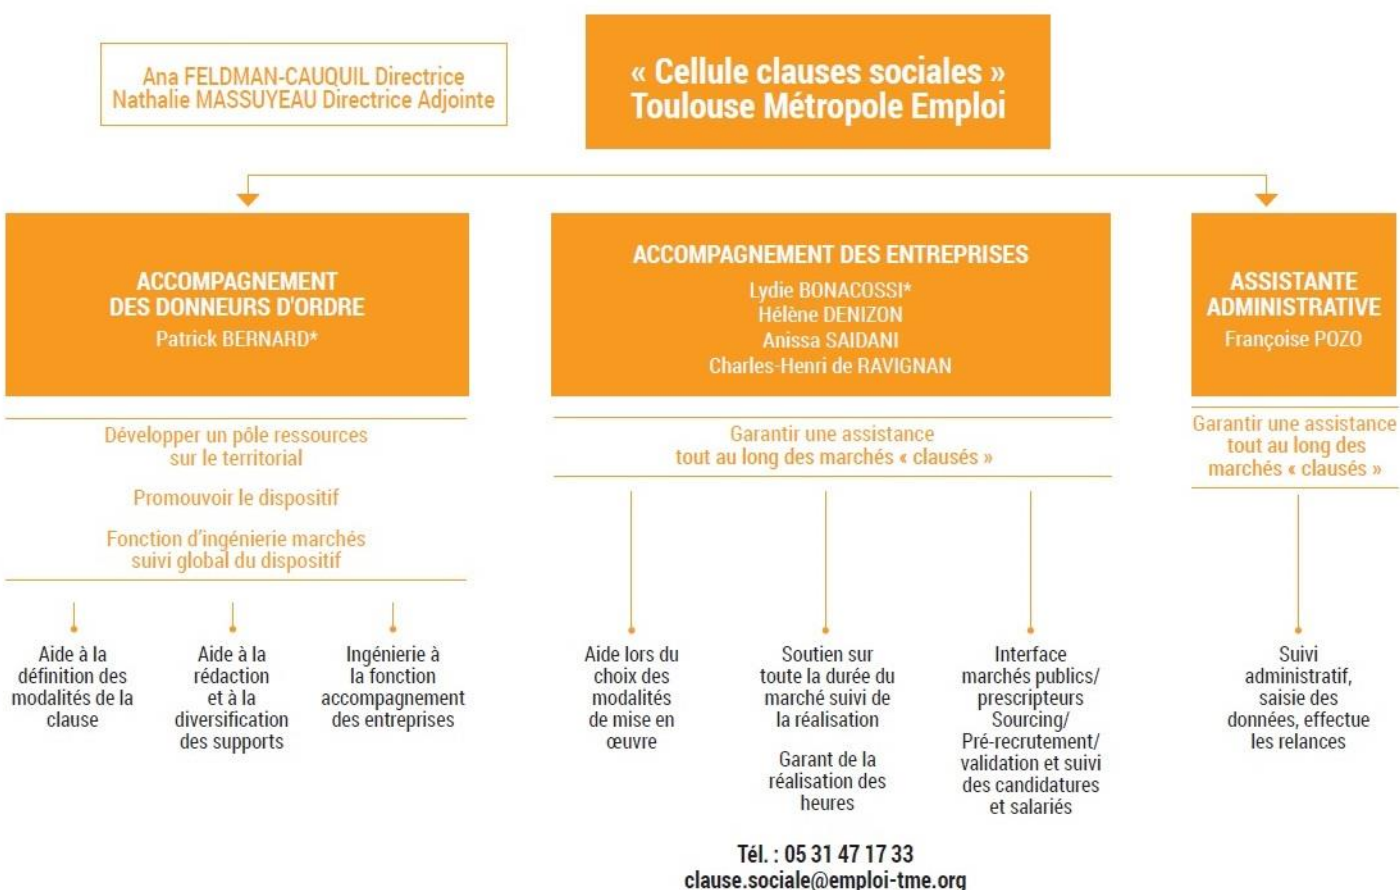 Ana FELDMAN-CAUQUIL Directrice
Nathalie MASSUYEAU Directrice Adjointe
« Cellule clauses sociales »
Toulouse Métropole Emploi
ACCOMPAGNEMENT
DES DONNEURS D'ORDRE
Patrick BERNARD*
Développer un pôle ressources
sur le territorial
Promouvoir le dispositif
Fonction d'ingénierie marchés
suivi global du dispositif
Aide à la
définition des
modalités de la
clause
Aide à la
rédaction
et à la
diversification
des supports
Ingénierie à
la fonction
accompagnement
des entreprises
ACCOMPAGNEMENT DES ENTREPRISES
Lydie BONACOSSI*
Hélène DENIZON
Anissa SAIDANI
Charles-Henri de RAVIGNAN
Garantir une assistance
tout au long des marchés « clausés »
Aide lors du
choix des
modalités
de mise en
œuvre
Soutien sur
toute la durée du
marché suivi de
la réalisation
Garant de la
réalisation des
heures
Interface
marchés publics/
prescripteurs
Sourcing/
Pré-recrutement/
validation et suivi
des candidatures
et salariés
ASSISTANTE
ADMINISTRATIVE
Françoise POZO
Garantir une assistance
tout au long des
marchés « clausés »
Suivi
administratif,
saisie des
données, effectue
les relances
Tél. : 05 31 47 17 33
clause.sociale@emploi-tme.org